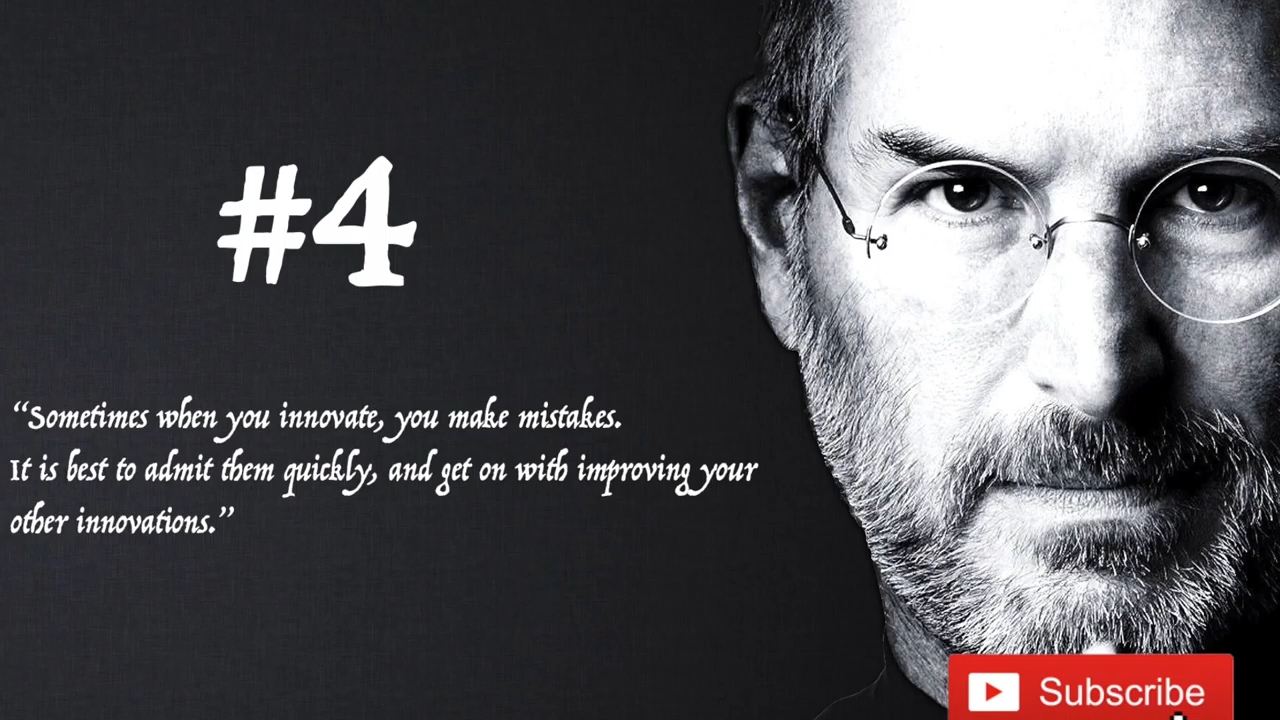 #4
“Sometimes when you innovate, you make mistakes.
It is best to admit them quickly, and get on with improving your
other innovations.”
Subscribe